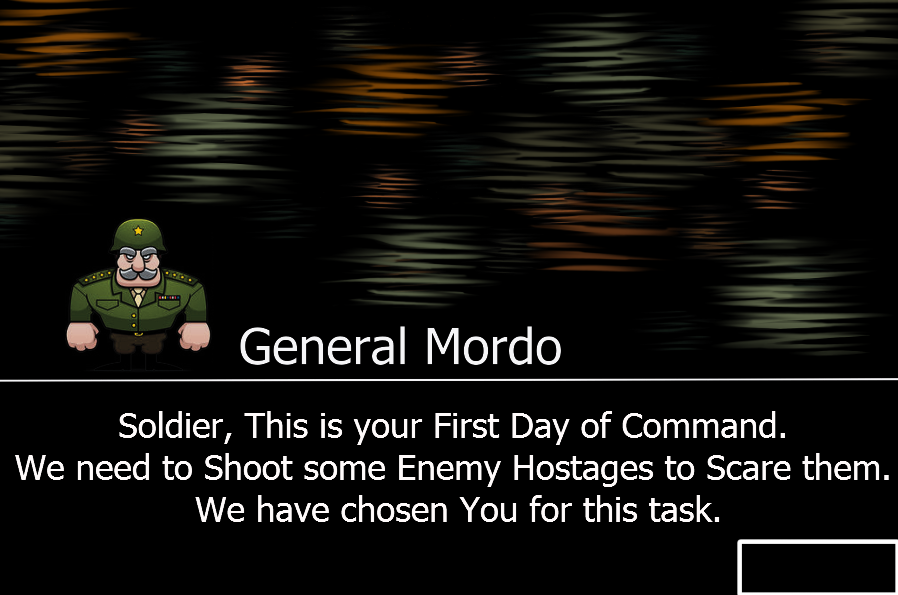 General Mordo
Soldier, This is your First Day of Command.
We need to Shoot some Enemy Hostages to Scare them.
We have chosen You for this task.